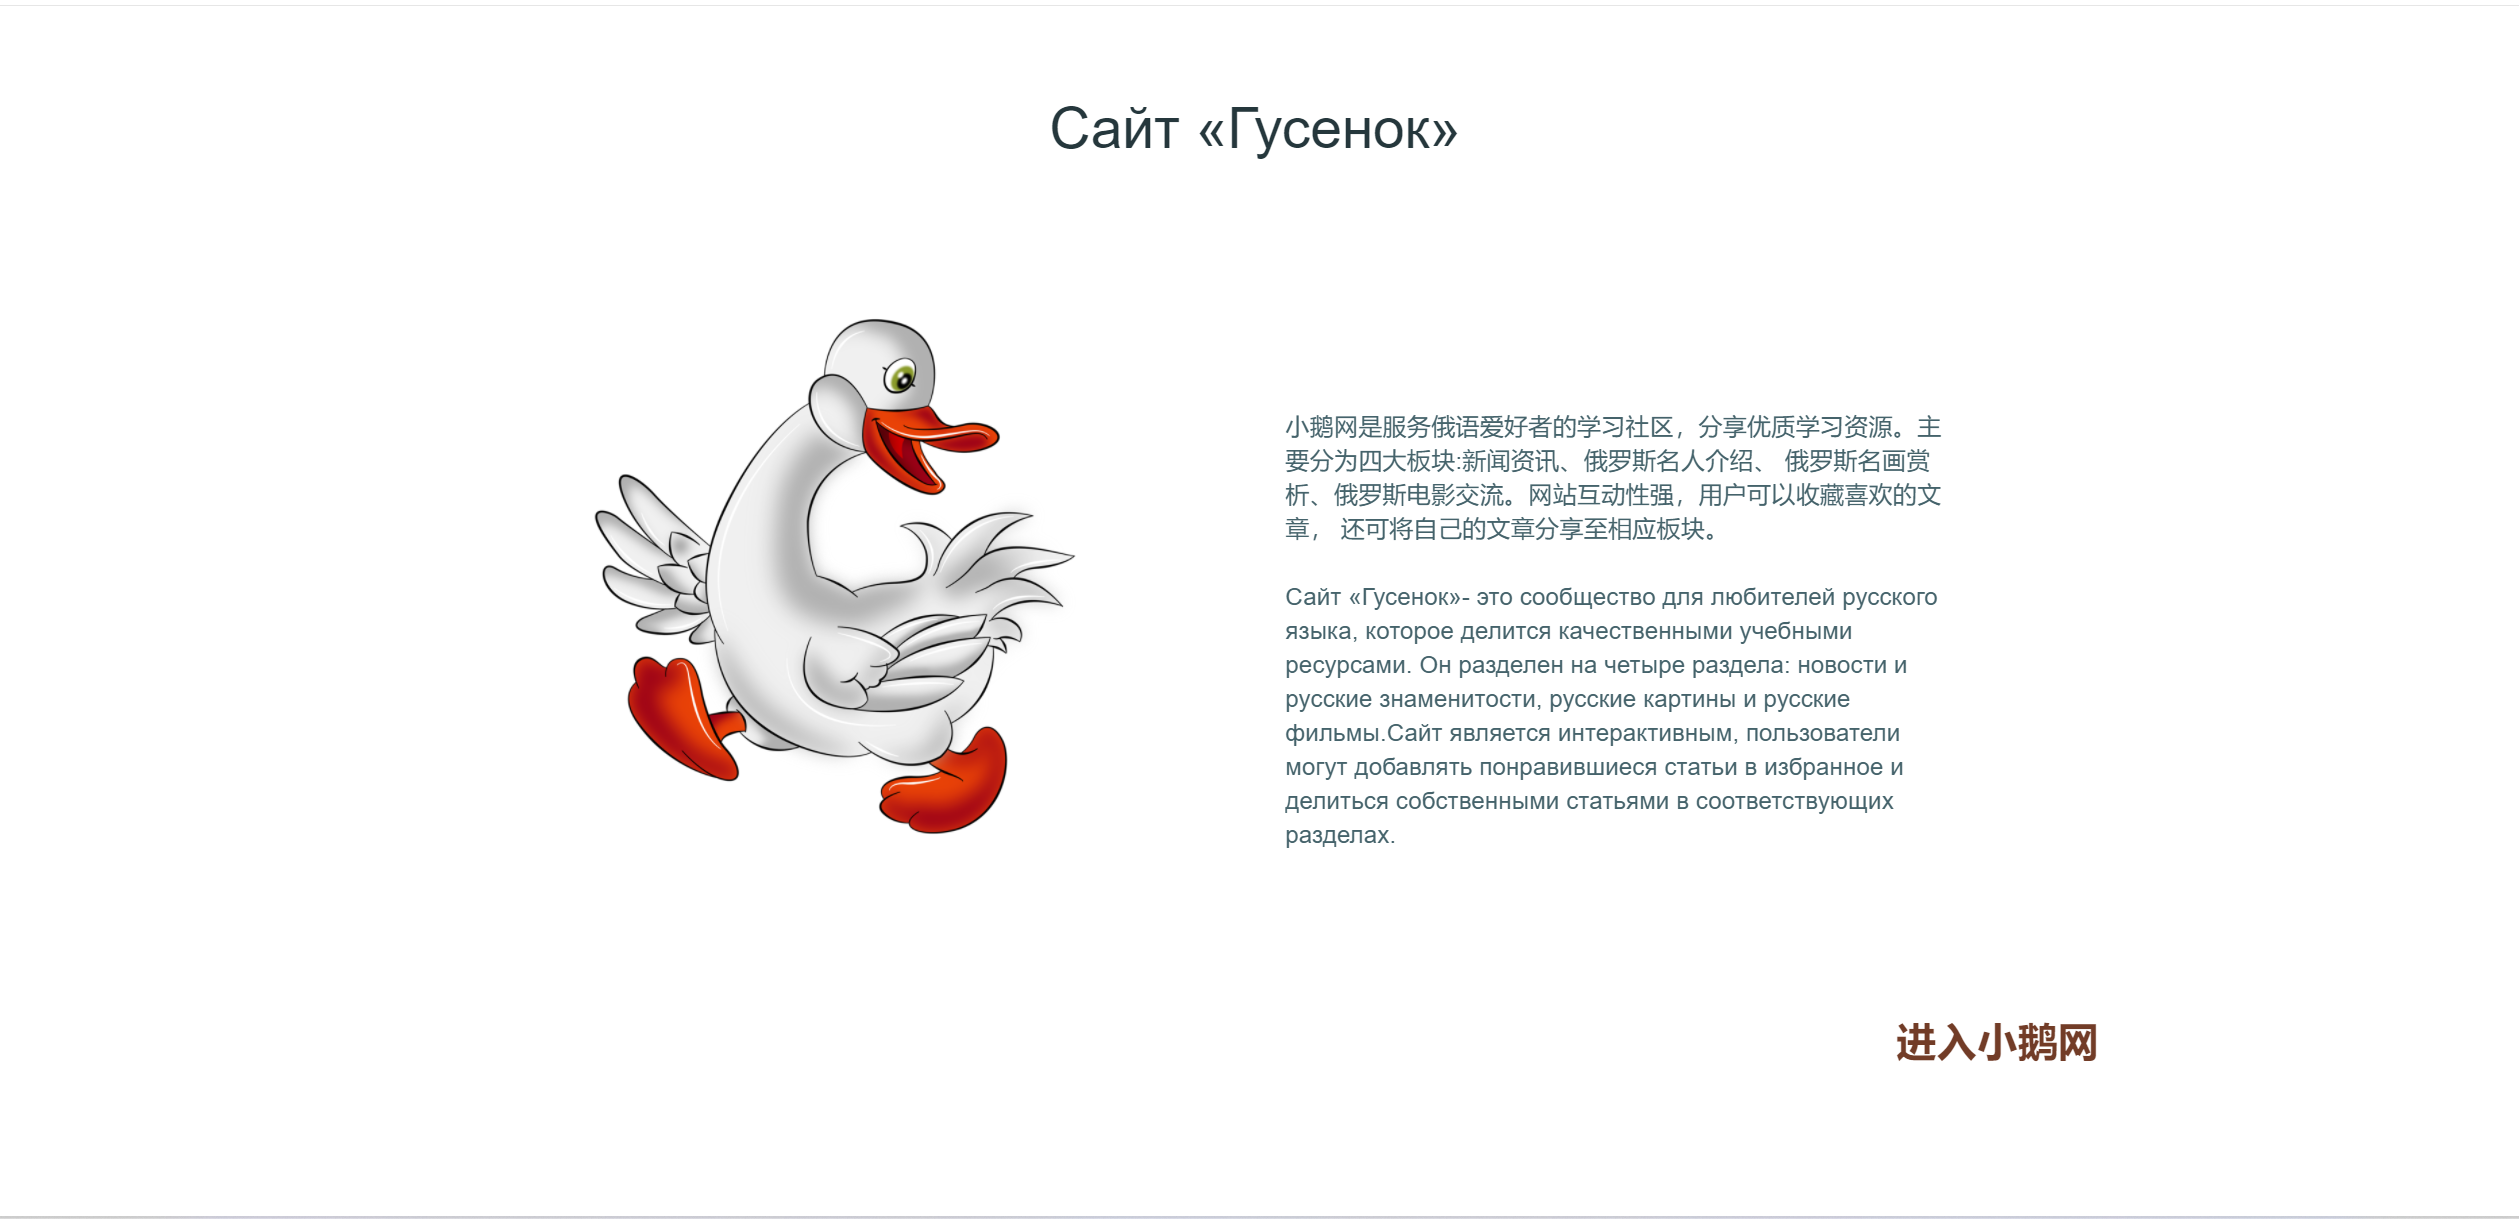 Сайт «Гусенок»
小鹅网是服务俄语爱好者的学习社区，分享优质学习资源。主
要分为四大板块:新闻资讯、俄罗斯名人介绍、 俄罗斯名画赏
析、俄罗斯电影交流。网站互动性强，用户可以收藏喜欢的文
章， 还可将自己的文章分享至相应板块。
Сайт «Гусенок»- это сообщество для любителей русского
языка, которое делится качественными учебными
ресурсами. Он разделен на четыре раздела: новости и
русские знаменитости, русские картины и русские
фильмы.Сайт является интерактивным, пользователи
могут добавлять понравившиеся статьи в избранное и
делиться собственными статьями в соответствующих
разделах.
进入小鹅网